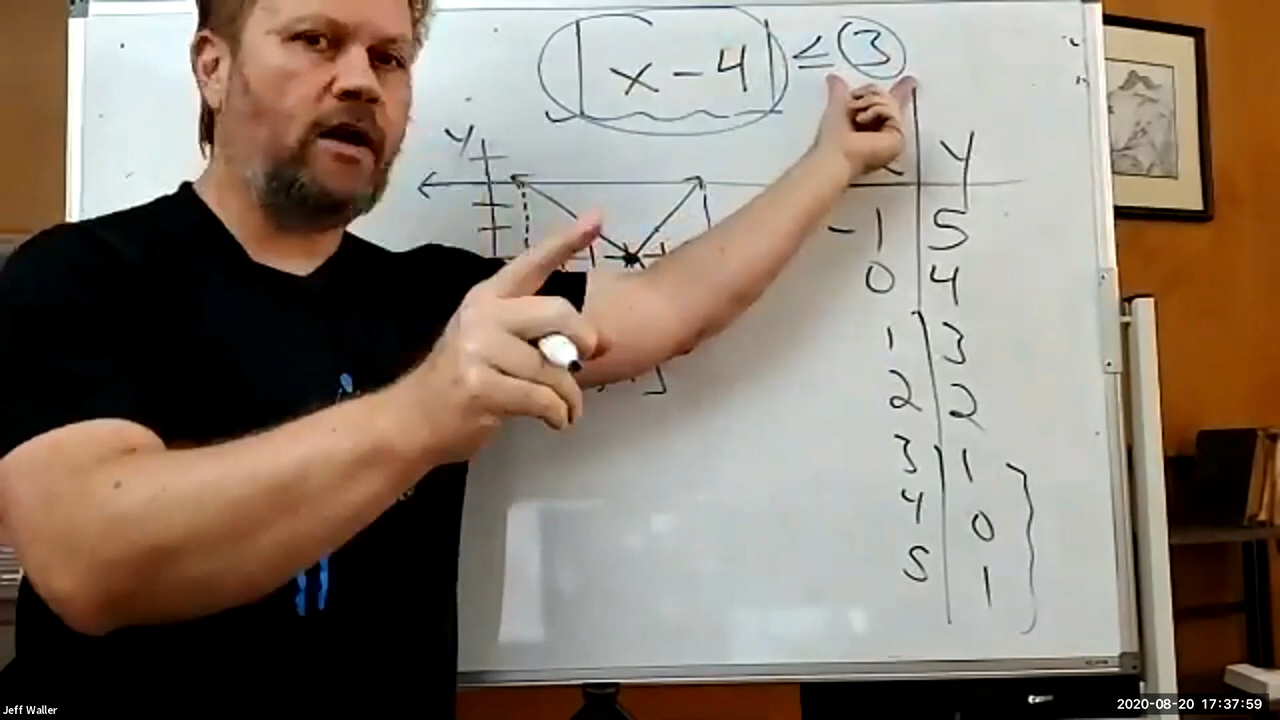 |x-4| ≤ 3
y
x y
-1 5
0 4
1 3
2 2
3 1
4 0
5 1
Canon
Jeff Waller
2020-08-20 17:37:59